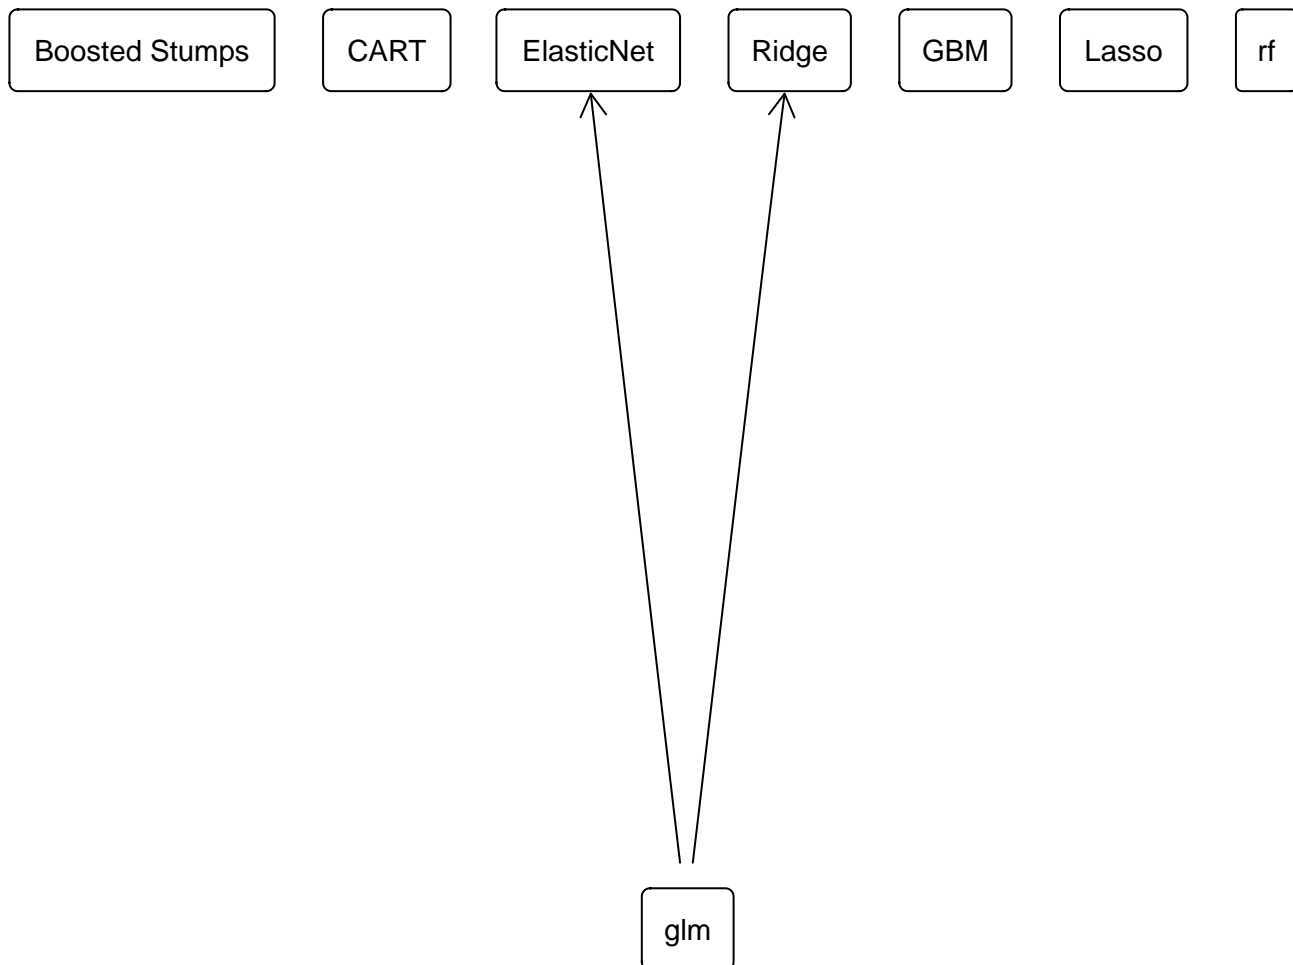 Boosted Stumps
CART
ElasticNet
Ridge
GBM
Lasso
rf
glm